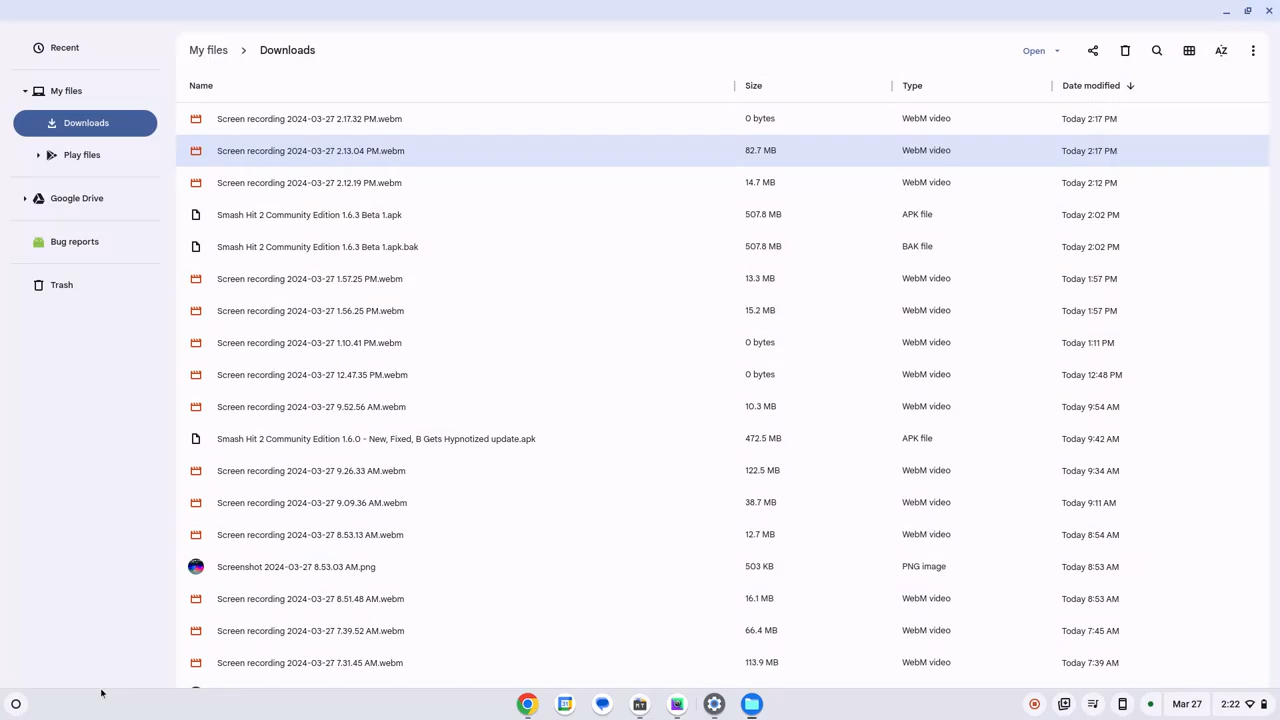 Recent
My files
Downloads
Play files
Google Drive
Bug reports
Trash
My files > Downloads
Open
AZ
Name Size Type Date modified
Screen recording 2024-03-27 2.17.32 PM.webm 0 bytes WebM video Today 2:17 PM
Screen recording 2024-03-27 2.13.04 PM.webm 82.7 MB WebM video Today 2:17 PM
Screen recording 2024-03-27 2.12.19 PM.webm 14.7 MB WebM video Today 2:12 PM
Smash Hit 2 Community Edition 1.6.3 Beta 1.apk 507.8 MB APK file Today 2:02 PM
Smash Hit 2 Community Edition 1.6.3 Beta 1.apk.bak 507.8 MB BAK file Today 2:02 PM
Screen recording 2024-03-27 1.57.25 PM.webm 13.3 MB WebM video Today 1:57 PM
Screen recording 2024-03-27 1.56.25 PM.webm 15.2 MB WebM video Today 1:57 PM
Screen recording 2024-03-27 1.10.41 PM.webm 0 bytes WebM video Today 1:11 PM
Screen recording 2024-03-27 12.47.35 PM.webm 0 bytes WebM video Today 12:48 PM
Screen recording 2024-03-27 9.52.56 AM.webm 10.3 MB WebM video Today 9:54 AM
Smash Hit 2 Community Edition 1.6.0 - New, Fixed, B Gets Hypnotized update.apk 472.5 MB APK file Today 9:42 AM
Screen recording 2024-03-27 9.26.33 AM.webm 122.5 MB WebM video Today 9:34 AM
Screen recording 2024-03-27 9.09.36 AM.webm 38.7 MB WebM video Today 9:11 AM
Screen recording 2024-03-27 8.53.13 AM.webm 12.7 MB WebM video Today 8:54 AM
Screenshot 2024-03-27 8.53.03 AM.png 503 KB PNG image Today 8:53 AM
Screen recording 2024-03-27 8.51.48 AM.webm 16.1 MB WebM video Today 8:53 AM
Screen recording 2024-03-27 7.39.52 AM.webm 66.4 MB WebM video Today 7:45 AM
Screen recording 2024-03-27 7.31.45 AM.webm 113.9 MB WebM video Today 7:39 AM
Mar 27 2:22